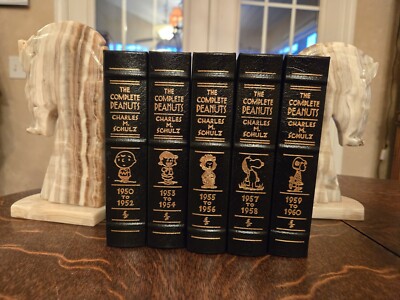 THE
COMPLETE
PEANUTS
CHARLES
M.
SCHULZ
1950
TO
1952
THE
COMPLETE
PEANUTS
CHARLES
M.
SCHULZ
1953
TO
1954
THE
COMPLETE
PEANUTS
CHARLES
M.
SCHULZ
1955
TO
1956
THE
COMPLETE
PEANUTS
CHARLES
M.
SCHULZ
1957
TO
1958
THE
COMPLETE
PEANUTS
CHARLES
M.
SCHULZ
1959
TO
1960